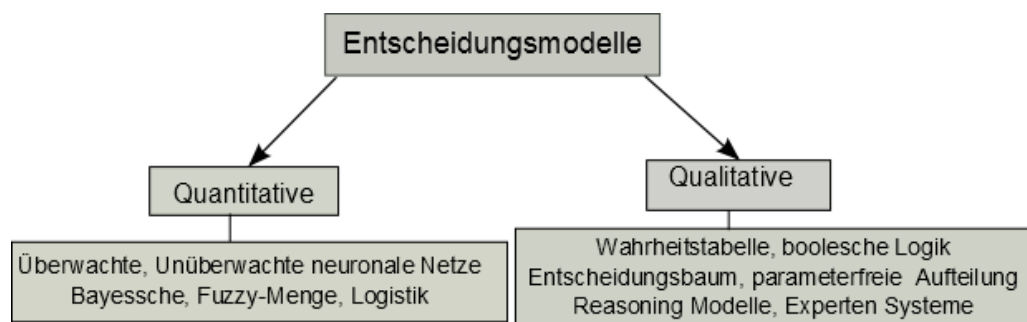 Entscheidungsmodelle
Quantitative
Qualitative
Überwachte, Unüberwachte neuronale Netze
Bayessche, Fuzzy-Menge, Logistik
Wahrheitstabelle, boolesche Logik
Entscheidungsbaum, parameterfreie Aufteilung
Reasoning Modelle, Experten Systeme